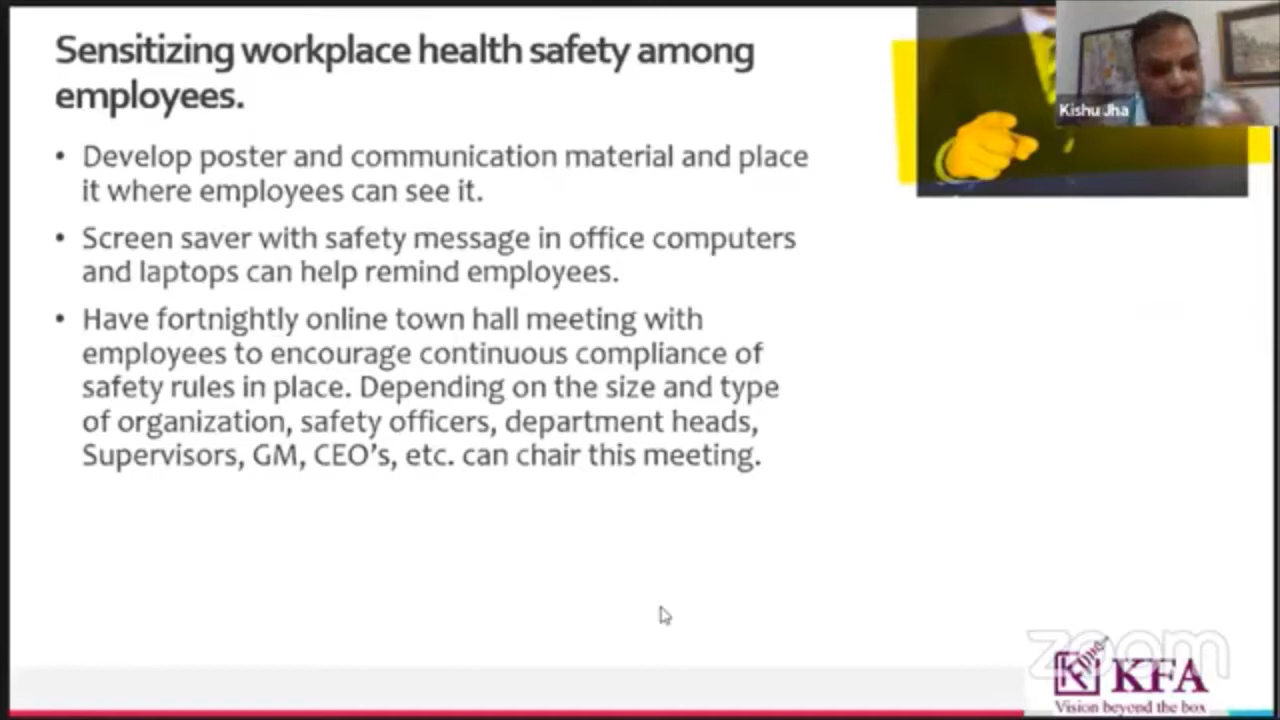 Sensitizing workplace health safety among
employees.
• Develop poster and communication material and place
it where employees can see it.
• Screen saver with safety message in office computers
and laptops can help remind employees.
• Have fortnightly online town hall meeting with
employees to encourage continuous compliance of
safety rules in place. Depending on the size and type
of organization, safety officers, department heads,
Supervisors, GM, CEO’s, etc. can chair this meeting.
Kishu Jha
zoom
KFA
Vision beyond the box